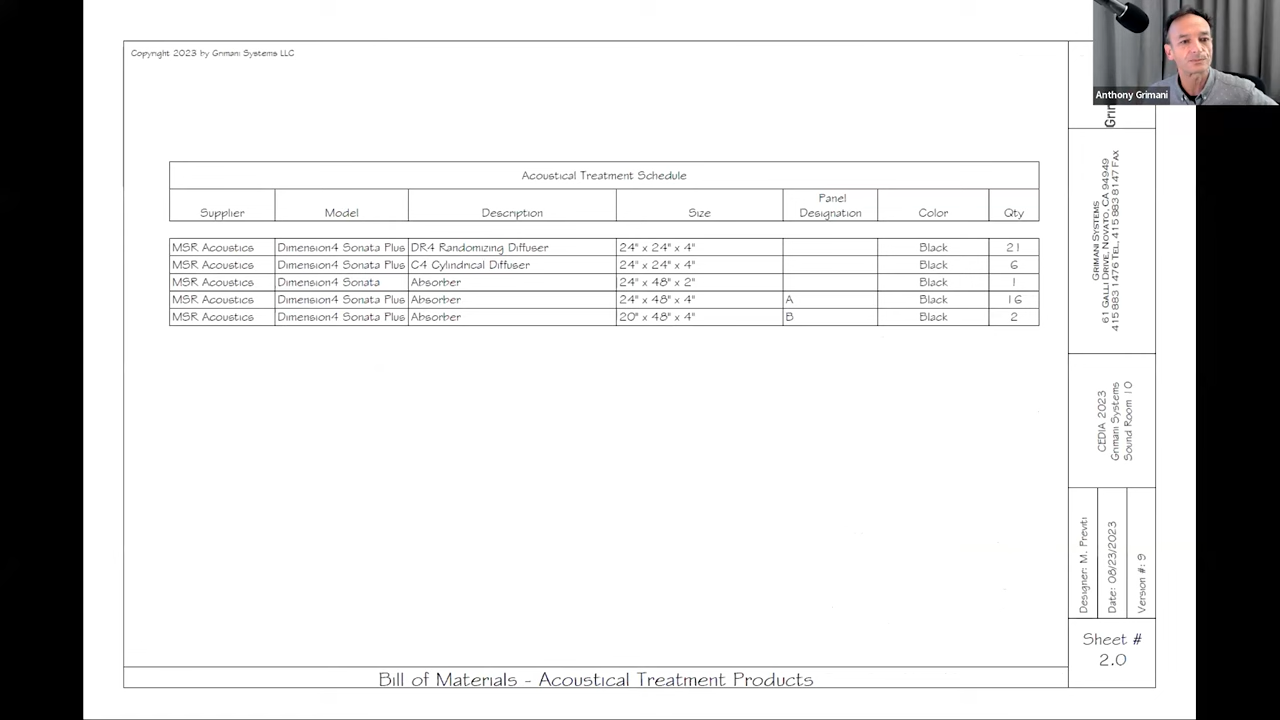 Copyright 2023 by Grimani Systems LLC
Anthony Grimani
Acoustical Treatment Schedule
Supplier Model Description Size Panel Designation Color Qty
MSR Acoustics Dimension4 Sonata Plus DR4 Randomizing Diffuser 24" x 24" x 4" Black 21
MSR Acoustics Dimension4 Sonata Plus C4 Cylindrical Diffuser 24" x 24" x 4" Black 6
MSR Acoustics Dimension4 Sonata Absorber 24" x 48" x 2" Black 1
MSR Acoustics Dimension4 Sonata Plus Absorber 24" x 48" x 4" A Black 16
MSR Acoustics Dimension4 Sonata Plus Absorber 20" x 48" x 4" B Black 2
Gri
GRIMANI SYSTEMS
61 GALLI DRIVE, NOVATO, CA 94949
415 883 1476 TEL, 415 883 8147 FAX
CEDIA 2023
Grimani Systems
Sound Room 10
Designer: M. Previti
Date: 08/23/2023
Version #: 9
Sheet #
2.0
Bill of Materials - Acoustical Treatment Products